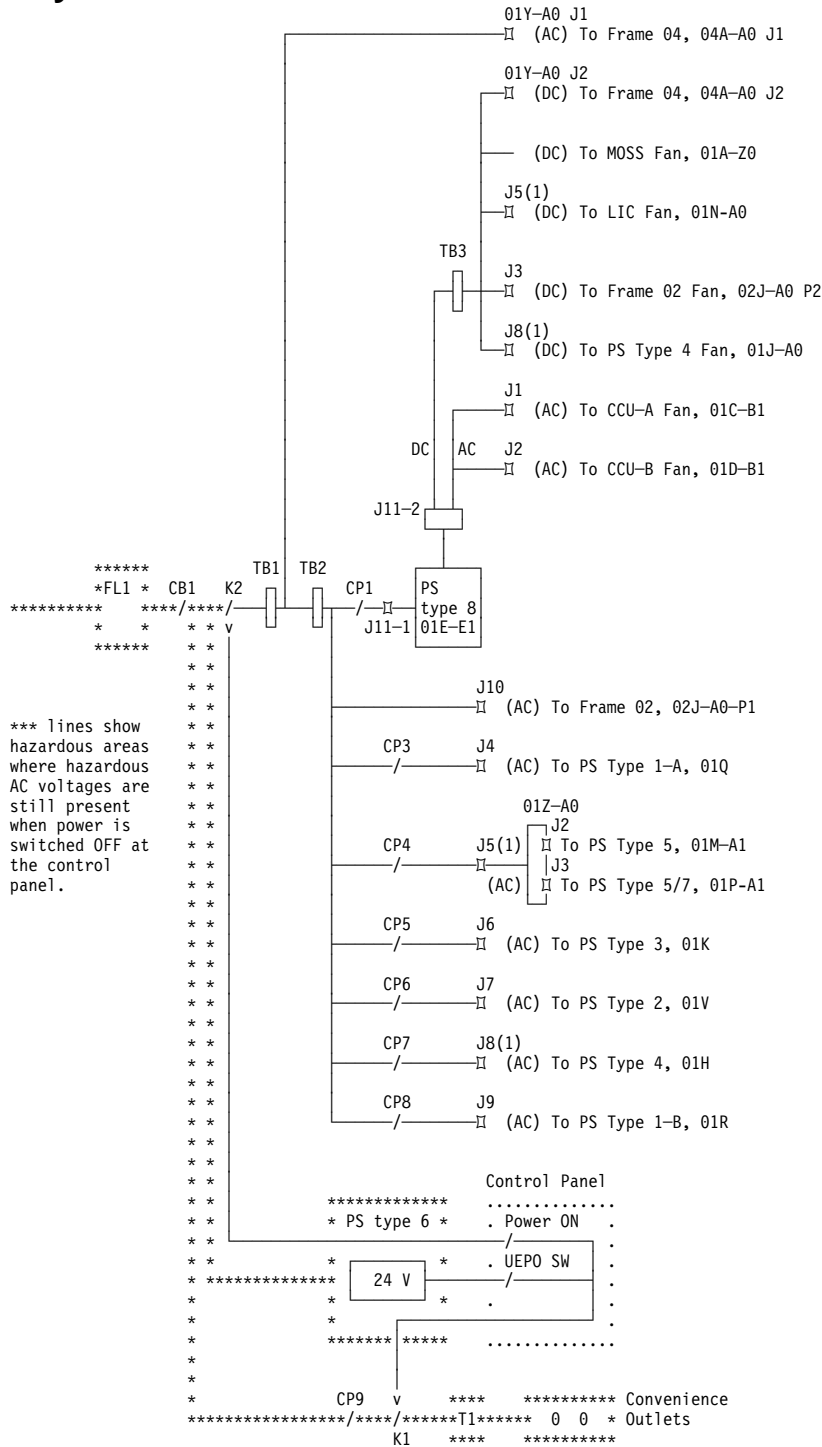 01Y—A0 J1
(AC) To Frame 04, 04A—A0 J1
01Y—A0 J2
(DC) To Frame 04, 04A—A0 J2
(DC) To MOSS Fan, 01A—Z0
J5(1)
(DC) To LIC Fan, 01N-A0
TB3
J3
(DC) To Frame 02 Fan, 02J—A0 P2
J8(1)
(DC) To PS Type 4 Fan, 01J—A0
J1
(AC) To CCU—A Fan, 01C—B1
DC AC J2
(AC) To CCU—B Fan, 01D—B1
J11—2
TB1 TB2
*FL1 * CB1 K2 CP1 PS
type 8
J11—1 01E—E1
J10
(AC) To Frame 02, 02J—A0—P1
*** lines show
hazardous areas
where hazardous
AC voltages are
still present
when power is
switched OFF at
the control
panel.
CP3 J4
(AC) To PS Type 1—A, 01Q
01Z—A0
J2
CP4 J5(1) To PS Type 5, 01M—A1
J3
(AC) To PS Type 5/7, 01P-A1
CP5 J6
(AC) To PS Type 3, 01K
CP6 J7
(AC) To PS Type 2, 01V
CP7 J8(1)
(AC) To PS Type 4, 01H
CP8 J9
(AC) To PS Type 1—B, 01R
Control Panel
* PS type 6 * . Power ON .
. UEPO SW .
24 V
CP9 v **** ********** Convenience
*****************/****/******T1****** 0 0 * Outlets
K1 **** **********